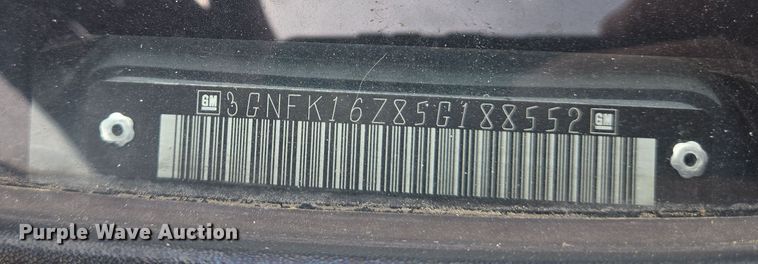 GM 3GNFK16Z85G188552 GM
Purple Wave Auction